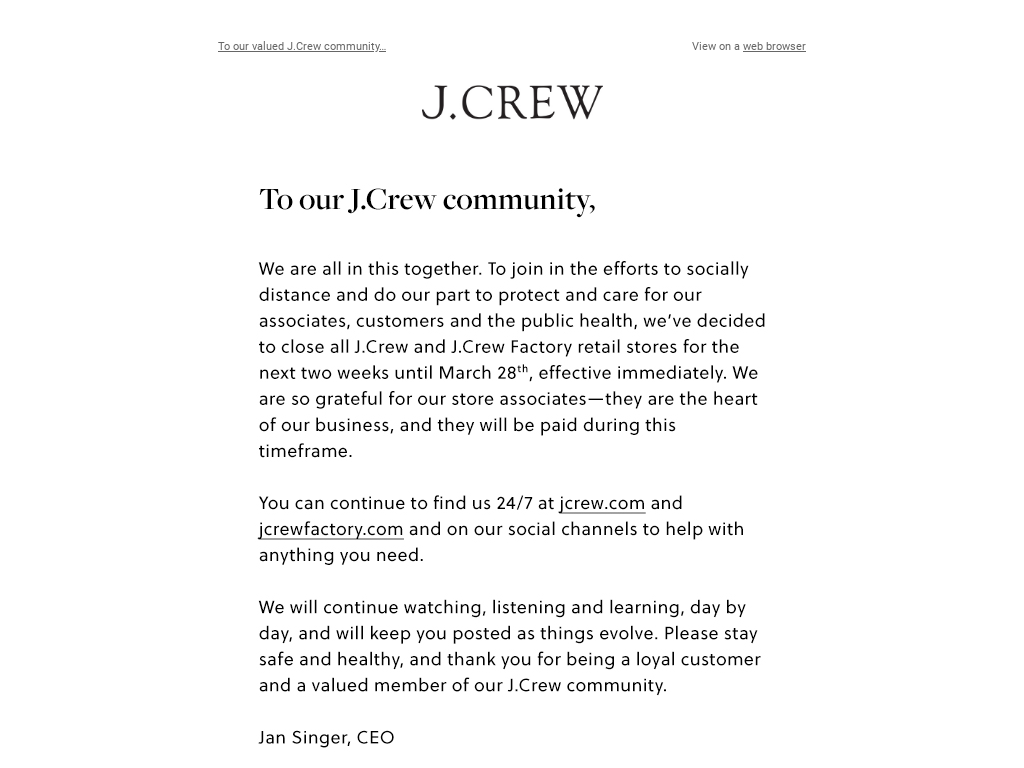 To our valued J.Crew community...
View on a web browser
J.CREW
To our J.Crew community,
We are all in this together. To join in the efforts to socially
distance and do our part to protect and care for our
associates, customers and the public health, we've decided
to close all J.Crew and J.Crew Factory retail stores for the
next two weeks until March 28th, effective immediately. We
are so grateful for our store associates—they are the heart
of our business, and they will be paid during this
timeframe.
You can continue to find us 24/7 at jcrew.com and
jcrewfactory.com and on our social channels to help with
anything you need.
We will continue watching, listening and learning, day by
day, and will keep you posted as things evolve. Please stay
safe and healthy, and thank you for being a loyal customer
and a valued member of our J.Crew community.
Jan Singer, CEO